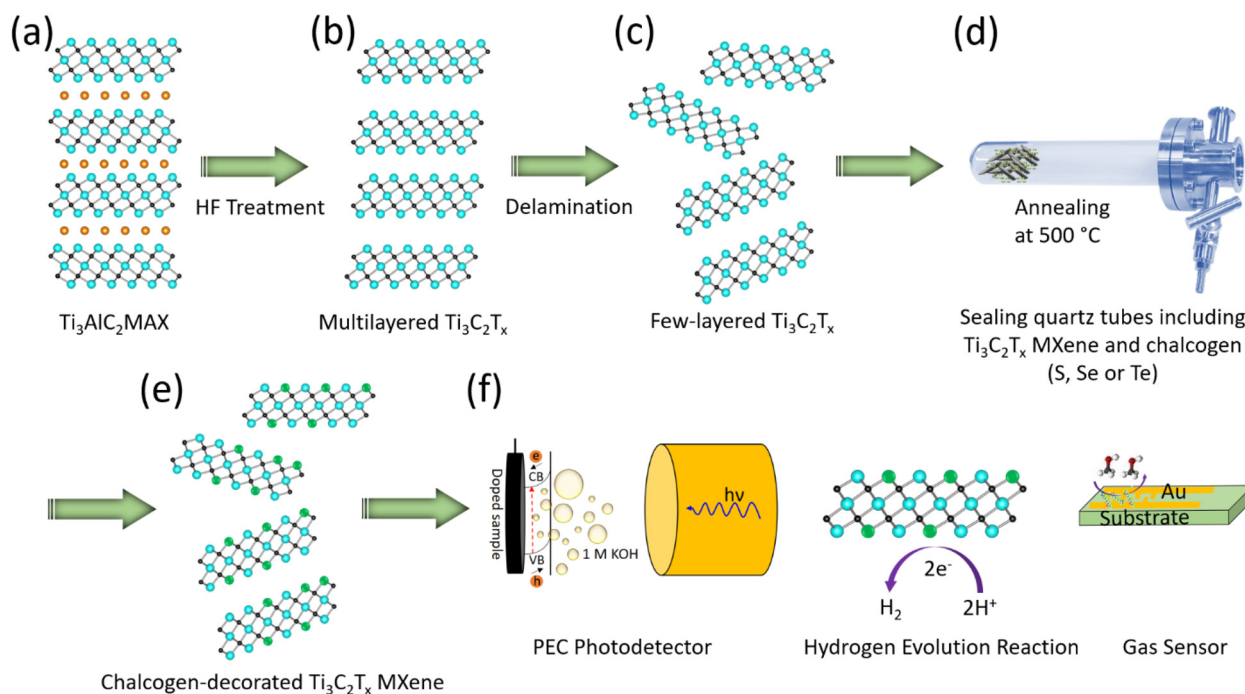 (a)
(b)
(c)
(d)
HF Treatment
Delamination
Annealing
at 500 °C
Ti₃AlC₂MAX
Multilayered Ti₃C₂Tₓ
Few-layered Ti₃C₂Tₓ
Sealing quartz tubes including
Ti₃C₂Tₓ MXene and chalcogen
(S, Se or Te)
(e)
(f)
Doped sample
e
CB
VB
h
1 M KOH
hν
2e⁻
H₂
2H⁺
Au
Substrate
PEC Photodetector
Hydrogen Evolution Reaction
Gas Sensor
Chalcogen-decorated Ti₃C₂Tₓ MXene